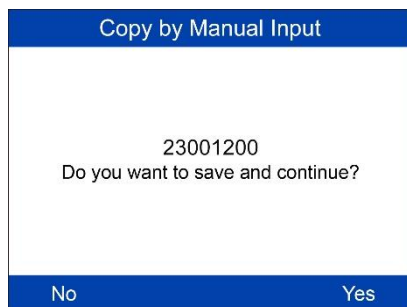 Copy by Manual Input
23001200
Do you want to save and continue?
No Yes